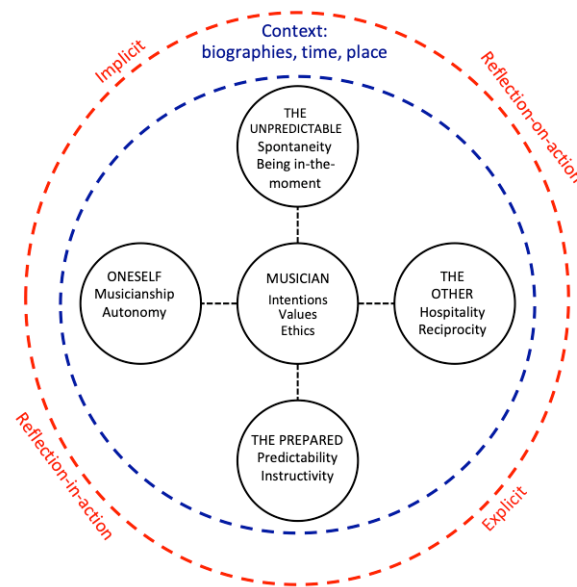 Context:
biographies, time, place
Implicit
Reflection-on-action
THE
UNPREDICTABLE
Spontaneity
Being in-the-
moment
ONESELF
Musicianship
Autonomy
MUSICIAN
Intentions
Values
Ethics
THE
OTHER
Hospitality
Reciprocity
THE PREPARED
Predictability
Instructivity
Reflection-in-action
Explicit